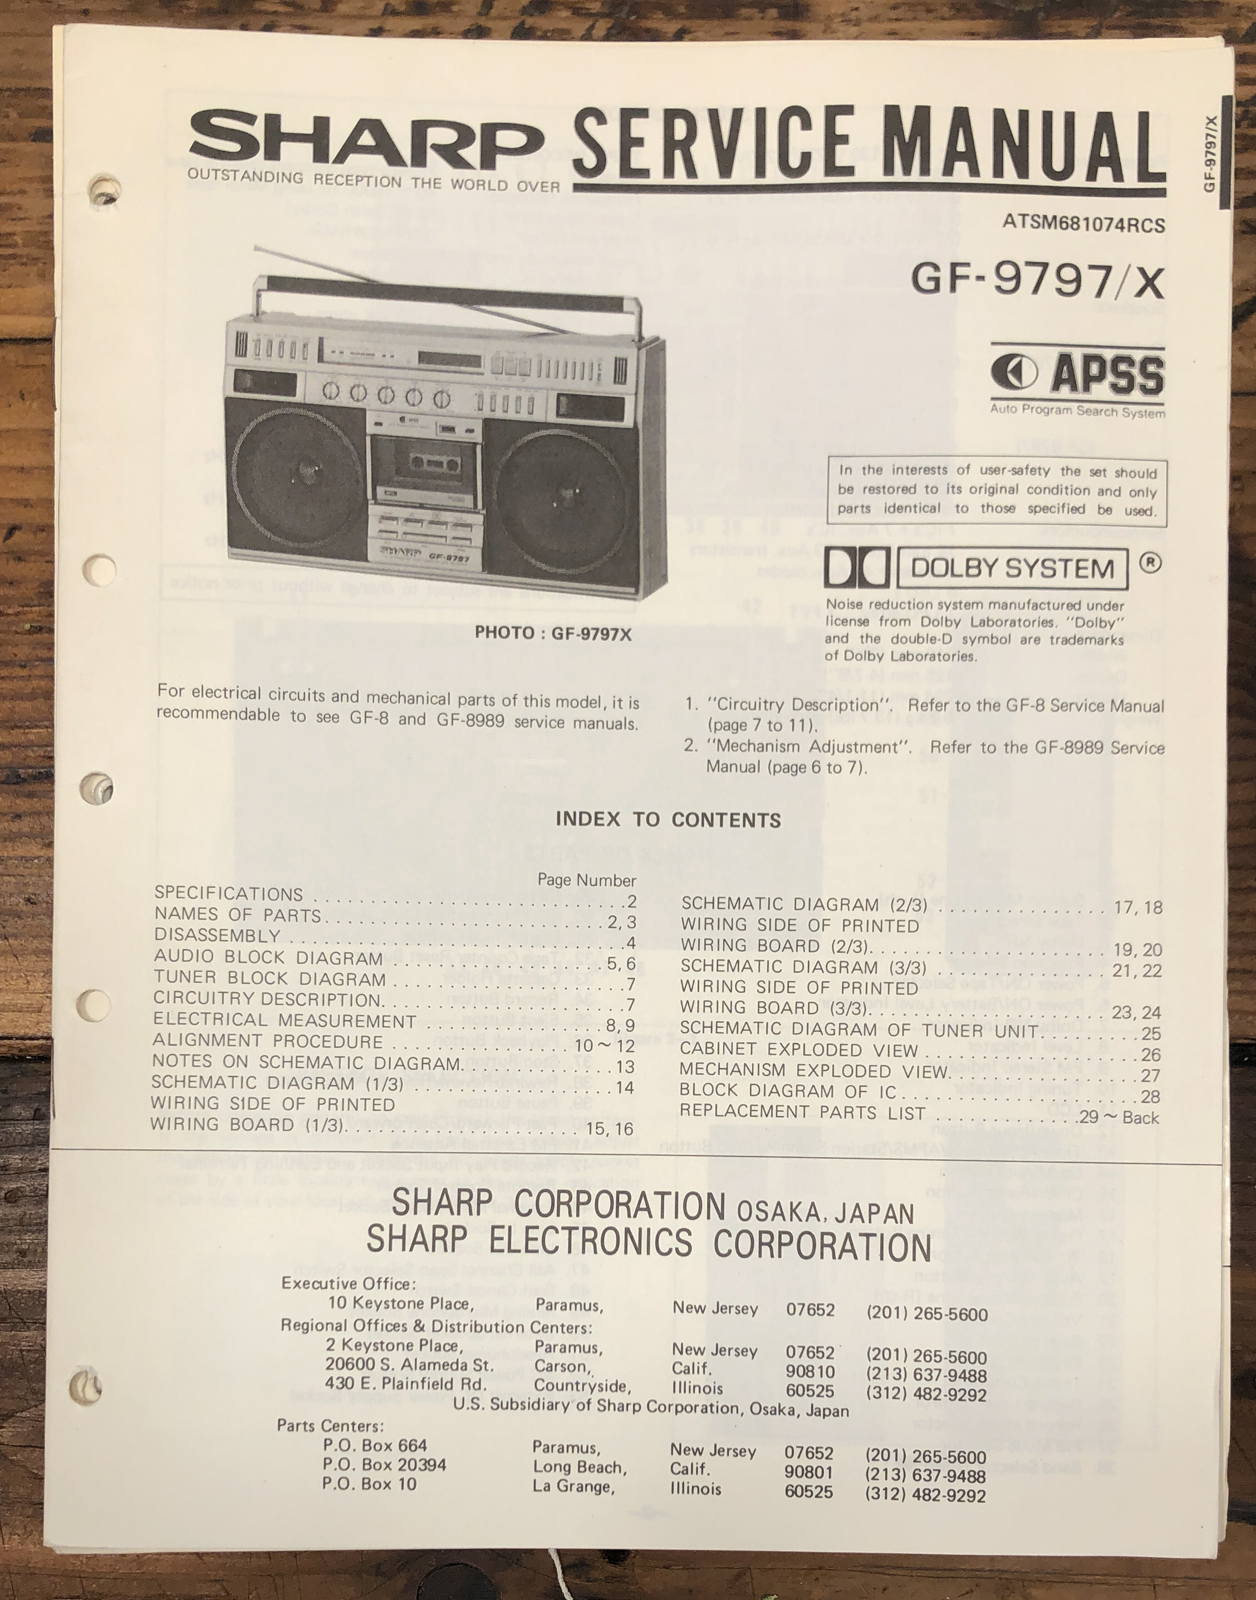 SHARP SERVICE MANUAL
OUTSTANDING RECEPTION THE WORLD OVER
GF-9797/X
ATSM681074RCS
GF-9797/X
APSS
Auto Program Search System
In the interests of user-safety the set should
be restored to its original condition and only
parts identical to those specified be used.
DOLBY SYSTEM ®
Noise reduction system manufactured under
license from Dolby Laboratories. "Dolby"
and the double-D symbol are trademarks
of Dolby Laboratories.
SHARP GF-9797
PHOTO : GF-9797X
For electrical circuits and mechanical parts of this model, it is
recommendable to see GF-8 and GF-8989 service manuals.
1. "Circuitry Description". Refer to the GF-8 Service Manual
(page 7 to 11).
2. "Mechanism Adjustment". Refer to the GF-8989 Service
Manual (page 6 to 7).
INDEX TO CONTENTS
Page Number
SPECIFICATIONS . . . . . . . . . . . . . . . . . . . . . . . . . . .2
NAMES OF PARTS. . . . . . . . . . . . . . . . . . . . . . . . . 2, 3
DISASSEMBLY . . . . . . . . . . . . . . . . . . . . . . . . . . . . .4
AUDIO BLOCK DIAGRAM . . . . . . . . . . . . . . . . . . . 5, 6
TUNER BLOCK DIAGRAM . . . . . . . . . . . . . . . . . . . . .7
CIRCUITRY DESCRIPTION. . . . . . . . . . . . . . . . . . . . .7
ELECTRICAL MEASUREMENT . . . . . . . . . . . . . . . .8, 9
ALIGNMENT PROCEDURE . . . . . . . . . . . . . . . . 10 ~ 12
NOTES ON SCHEMATIC DIAGRAM. . . . . . . . . . . . . . 13
SCHEMATIC DIAGRAM (1/3) . . . . . . . . . . . . . . . . . . 14
WIRING SIDE OF PRINTED
WIRING BOARD (1/3). . . . . . . . . . . . . . . . . . . . . 15, 16
SCHEMATIC DIAGRAM (2/3) . . . . . . . . . . . . . . . 17, 18
WIRING SIDE OF PRINTED
WIRING BOARD (2/3). . . . . . . . . . . . . . . . . . . . . 19, 20
SCHEMATIC DIAGRAM (3/3) . . . . . . . . . . . . . . . 21, 22
WIRING SIDE OF PRINTED
WIRING BOARD (3/3). . . . . . . . . . . . . . . . . . . . . 23, 24
SCHEMATIC DIAGRAM OF TUNER UNIT. . . . . . . . . .25
CABINET EXPLODED VIEW . . . . . . . . . . . . . . . . . . . 26
MECHANISM EXPLODED VIEW. . . . . . . . . . . . . . . . . 27
BLOCK DIAGRAM OF IC. . . . . . . . . . . . . . . . . . . . . . 28
REPLACEMENT PARTS LIST . . . . . . . . . . . . .29 ~ Back
SHARP CORPORATION OSAKA, JAPAN
SHARP ELECTRONICS CORPORATION
Executive Office:
10 Keystone Place, Paramus, New Jersey 07652 (201) 265-5600
Regional Offices & Distribution Centers:
2 Keystone Place, Paramus, New Jersey 07652 (201) 265-5600
20600 S. Alameda St. Carson, Calif. 90810 (213) 637-9488
430 E. Plainfield Rd. Countryside, Illinois 60525 (312) 482-9292
U.S. Subsidiary of Sharp Corporation, Osaka, Japan
Parts Centers:
P.O. Box 664 Paramus, New Jersey 07652 (201) 265-5600
P.O. Box 20394 Long Beach, Calif. 90801 (213) 637-9488
P.O. Box 10 La Grange, Illinois 60525 (312) 482-9292